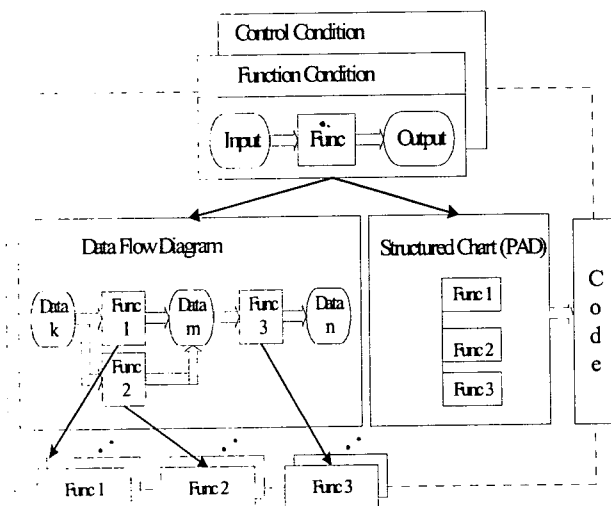 Control Condition
Function Condition
Input
Func
Output
Data Flow Diagram
Structured Chart (PAD)
Data
k
Func
1
Data
m
Func
3
Data
n
Func
2
Func 1
Func 2
Func 3
C
o
d
e
Func 1
Func 2
Func 3